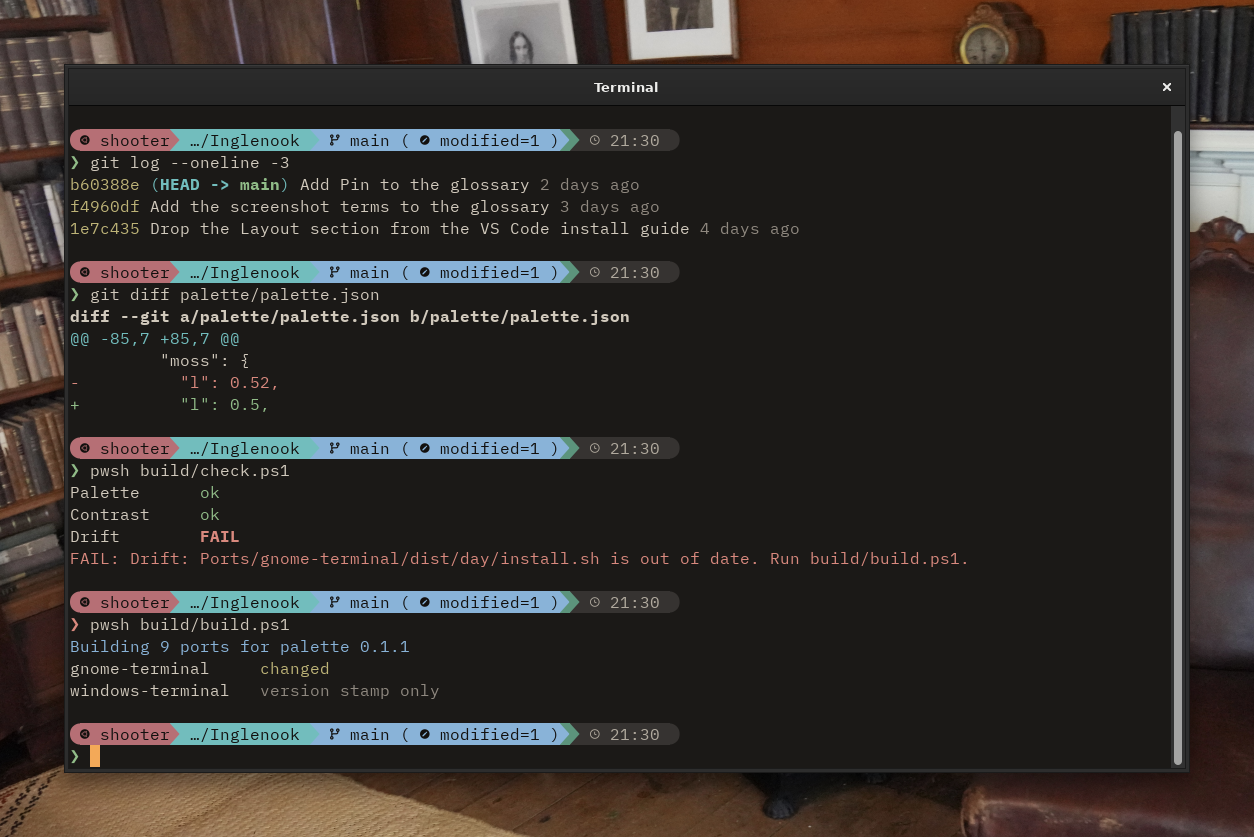 Terminal
shooter …/Inglenook main ( modified=1 ) 21:30
❯ git log --oneline -3
b60388e (HEAD -> main) Add Pin to the glossary 2 days ago
f4960df Add the screenshot terms to the glossary 3 days ago
1e7c435 Drop the Layout section from the VS Code install guide 4 days ago
shooter …/Inglenook main ( modified=1 ) 21:30
❯ git diff palette/palette.json
diff --git a/palette/palette.json b/palette/palette.json
@@ -85,7 +85,7 @@
         "moss": {
-          "l": 0.52,
+          "l": 0.5,
shooter …/Inglenook main ( modified=1 ) 21:30
❯ pwsh build/check.ps1
Palette      ok
Contrast     ok
Drift        FAIL
FAIL: Drift: Ports/gnome-terminal/dist/day/install.sh is out of date. Run build/build.ps1.
shooter …/Inglenook main ( modified=1 ) 21:30
❯ pwsh build/build.ps1
Building 9 ports for palette 0.1.1
gnome-terminal     changed
windows-terminal   version stamp only
shooter …/Inglenook main ( modified=1 ) 21:30
❯